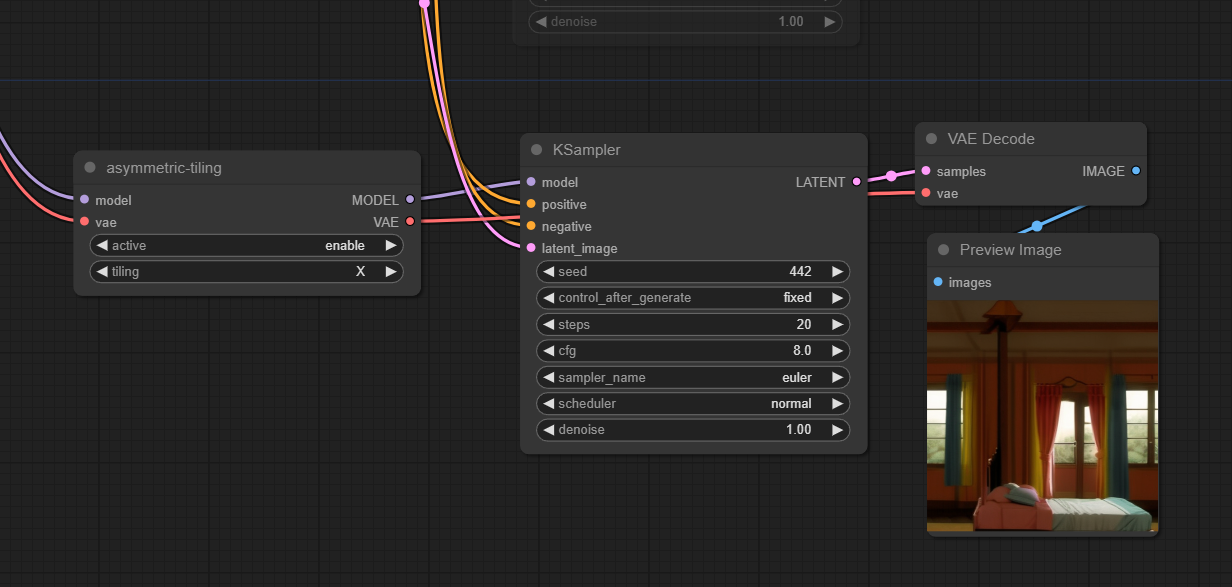 denoise 1.00
asymmetric-tiling
model MODEL
vae VAE
active enable
tiling X
KSampler
model LATENT
positive
negative
latent_image
seed 442
control_after_generate fixed
steps 20
cfg 8.0
sampler_name euler
scheduler normal
denoise 1.00
VAE Decode
samples IMAGE
vae
Preview Image
images